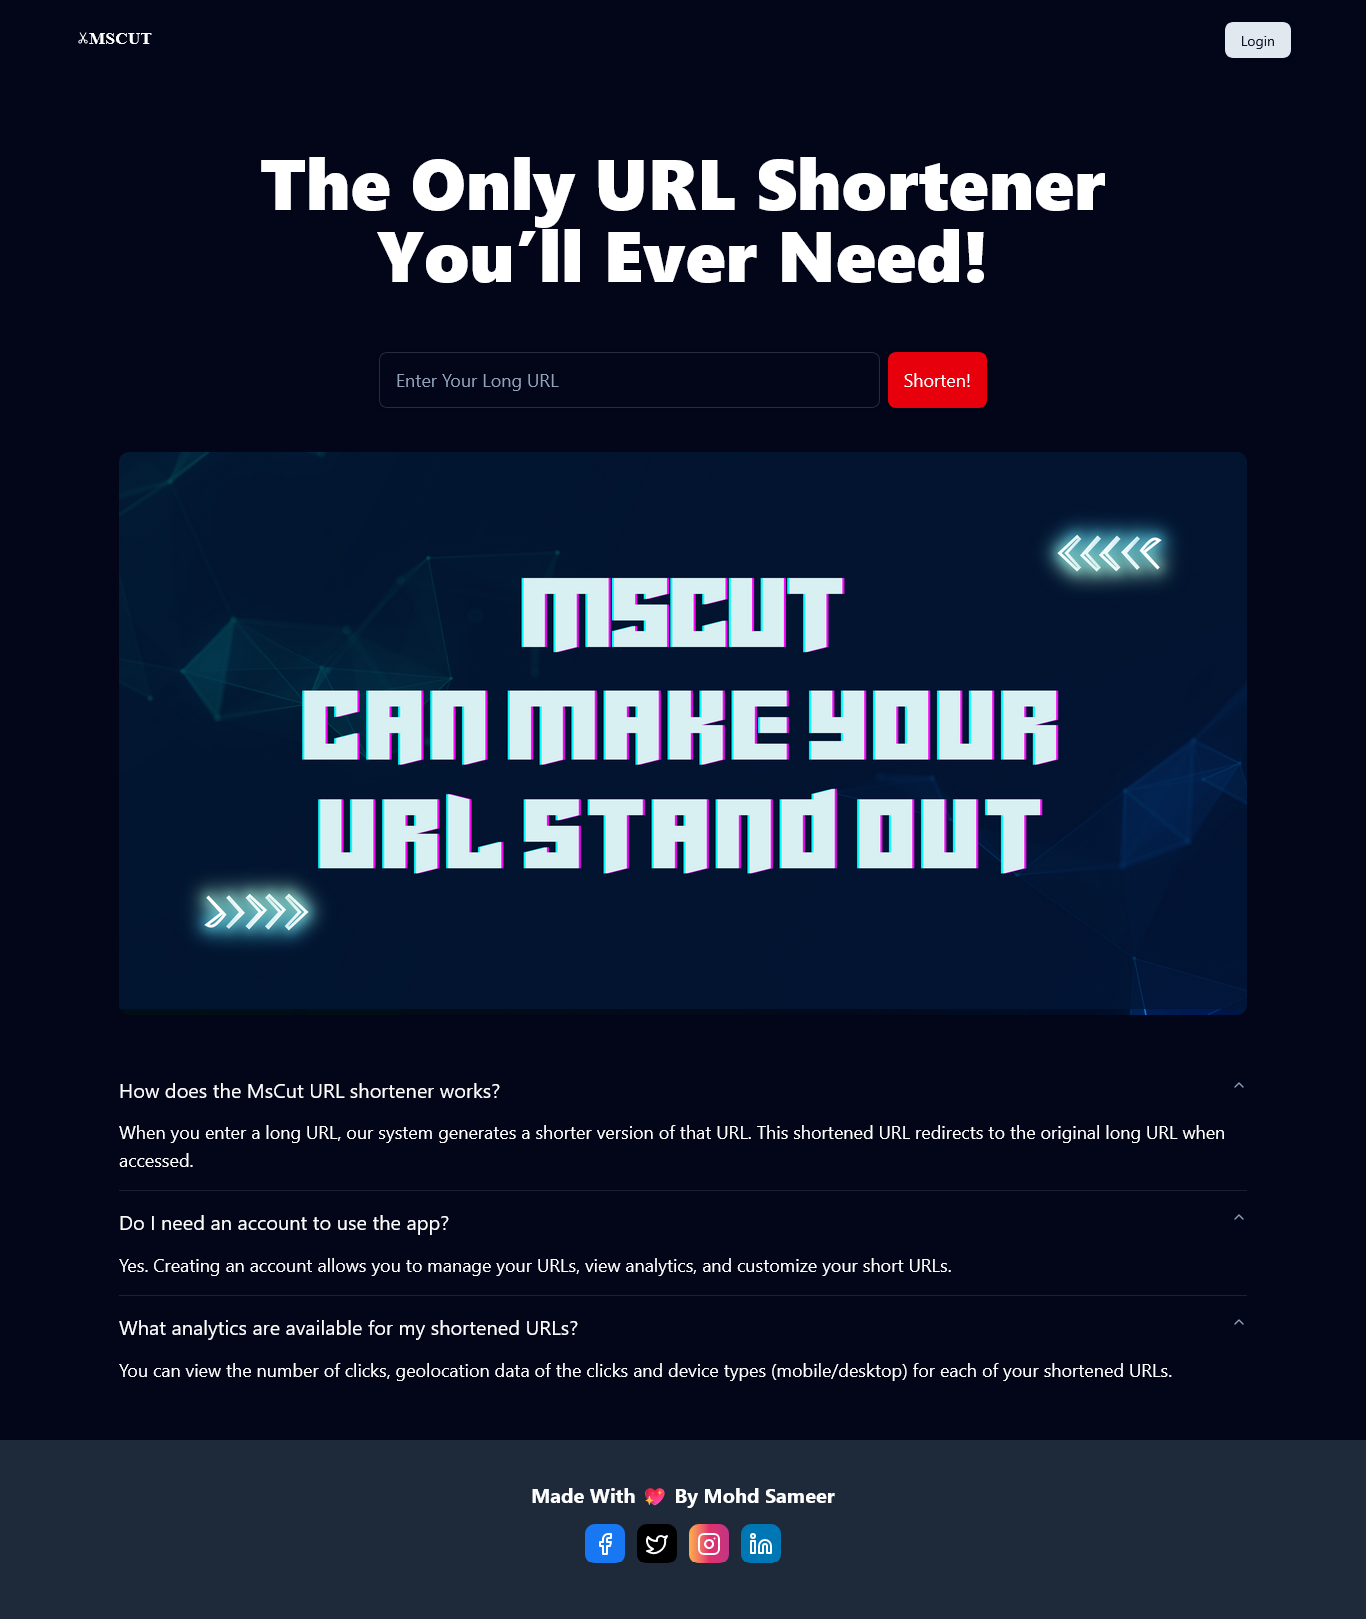 MSCUT
Login
The Only URL Shortener
You’ll Ever Need!
Enter Your Long URL
Shorten!
MSCUT
CAN MAKE YOUR
URL STAND OUT
How does the MsCut URL shortener works?
When you enter a long URL, our system generates a shorter version of that URL. This shortened URL redirects to the original long URL when
accessed.
Do I need an account to use the app?
Yes. Creating an account allows you to manage your URLs, view analytics, and customize your short URLs.
What analytics are available for my shortened URLs?
You can view the number of clicks, geolocation data of the clicks and device types (mobile/desktop) for each of your shortened URLs.
Made With 💖 By Mohd Sameer